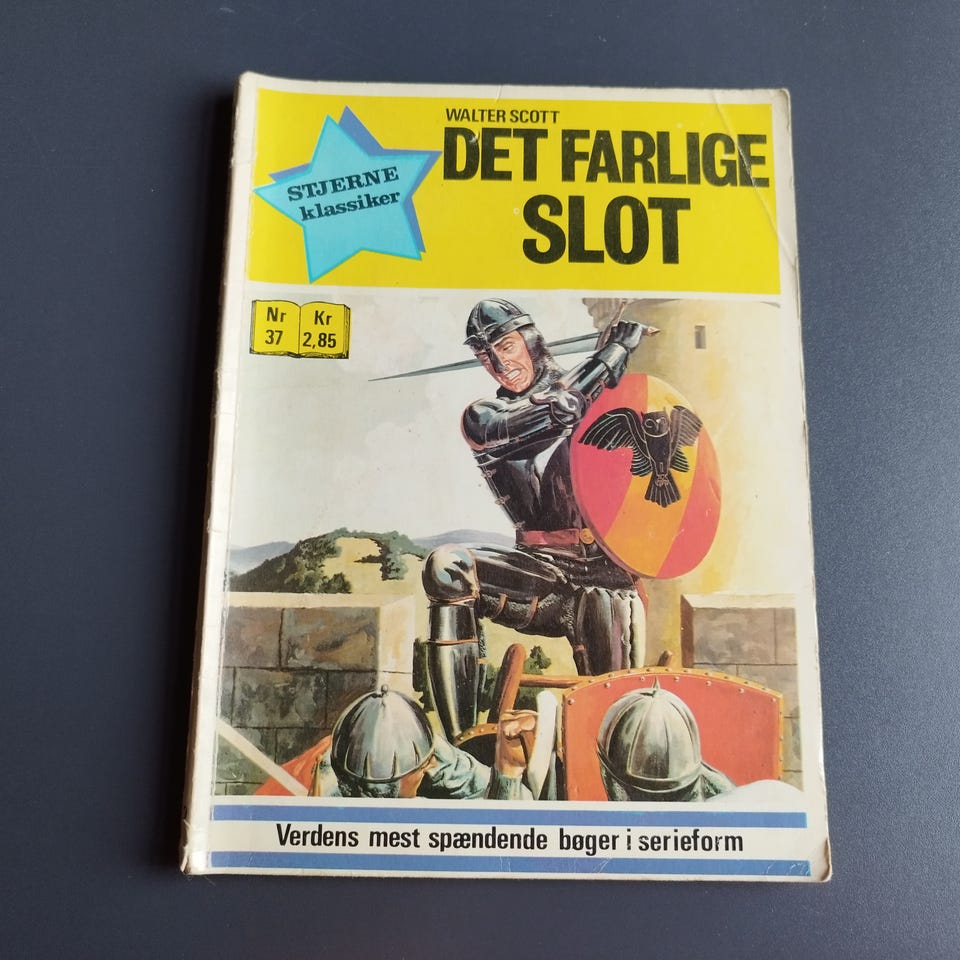 WALTER SCOTT
DET FARLIGE
SLOT
STJERNE
klassiker
Nr Kr
37 2,85
Verdens mest spændende bøger i serieform